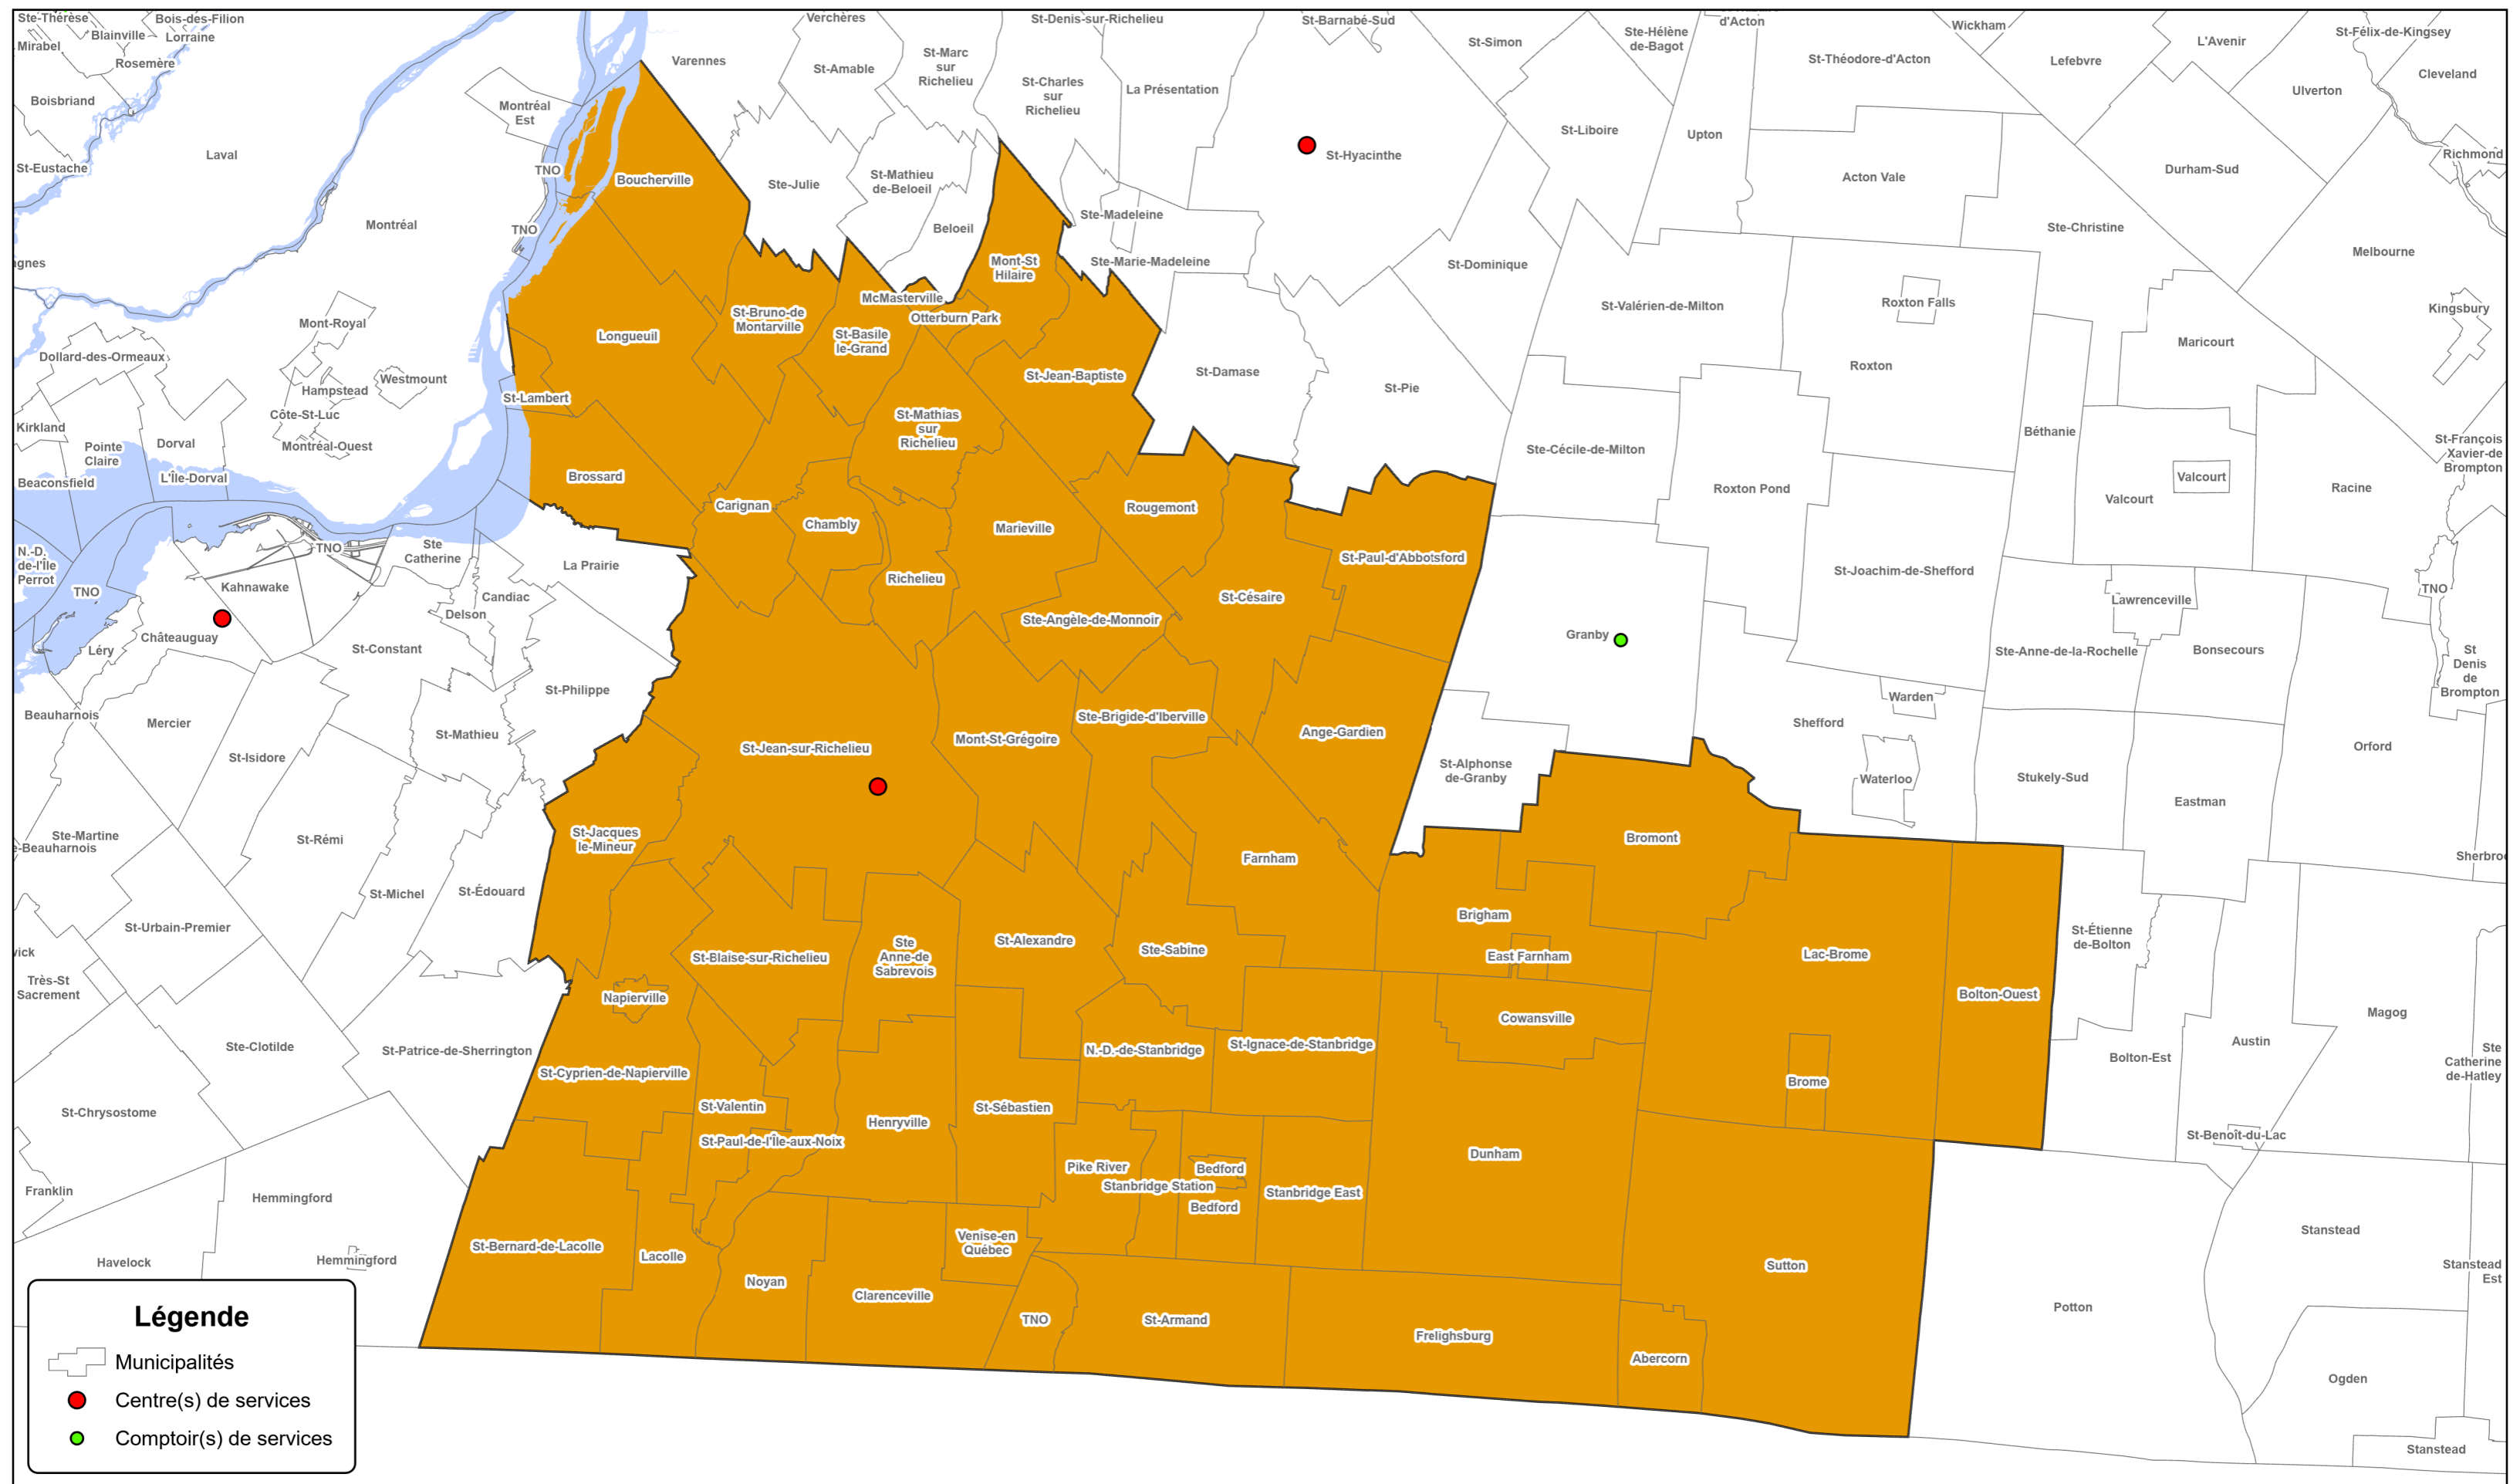 Ste-Thérèse
Bois-des-Filion
Verchères
St-Denis-sur-Richelieu
St-Barnabé-Sud
d'Acton
Wickham
Mirabel
Blainville
Lorraine
Rosemère
Varennes
St-Amable
St-Marc
sur
Richelieu
St-Simon
Ste-Hélène
de-Bagot
St-Théodore-d'Acton
Lefebvre
L'Avenir
St-Félix-de-Kingsey
Cleveland
Boisbriand
Montréal
Est
St-Charles
sur
Richelieu
La Présentation
Ulverton
St-Eustache
Laval
TNO
Boucherville
Ste-Julie
St-Mathieu
de-Beloeil
St-Hyacinthe
St-Liboire
Upton
Acton Vale
Durham-Sud
Richmond
Montréal
TNO
Beloeil
Ste-Madeleine
Ste-Christine
Melbourne
ignes
Mont-St
Hilaire
Ste-Marie-Madeleine
St-Dominique
Mont-Royal
Longueuil
St-Bruno-de
Montarville
McMasterville
Otterburn Park
St-Basile
le-Grand
St-Valérien-de-Milton
Roxton Falls
Kingsbury
Dollard-des-Ormeaux
Hampstead
Westmount
St-Lambert
St-Jean-Baptiste
St-Damase
St-Pie
Roxton
Maricourt
Côte-St-Luc
Kirkland
Montréal-Ouest
Pointe
Claire
Dorval
St-Mathias
sur
Richelieu
Ste-Cécile-de-Milton
Béthanie
St-François
Xavier-de
Brompton
Beaconsfield
L'Île-Dorval
Brossard
Carignan
Chambly
Marieville
Rougemont
Roxton Pond
Valcourt
Valcourt
Racine
N.-D.
de-l'Île
Perrot
TNO
Ste
Catherine
La Prairie
St-Paul-d'Abbotsford
TNO
Kahnawake
Candiac
Delson
Richelieu
St-Césaire
St-Joachim-de-Shefford
Lawrenceville
TNO
Châteauguay
Léry
St-Constant
Ste-Angèle-de-Monnoir
Granby
Ste-Anne-de-la-Rochelle
Bonsecours
St
Denis
de
Brompton
Beauharnois
Mercier
St-Philippe
Ste-Brigide-d'Iberville
Warden
Shefford
St-Isidore
St-Mathieu
St-Jean-sur-Richelieu
Mont-St-Grégoire
Ange-Gardien
St-Alphonse
de-Granby
Waterloo
Stukely-Sud
Orford
Eastman
Ste-Martine
e-Beauharnois
St-Rémi
St-Jacques
le-Mineur
Farnham
Bromont
Sherbroo
St-Michel
St-Édouard
St-Urbain-Premier
Brigham
St-Étienne
de-Bolton
vick
St-Blaise-sur-Richelieu
Ste
Anne-de
Sabrevois
St-Alexandre
Ste-Sabine
East Farnham
Lac-Brome
Très-St
Sacrement
Napierville
Bolton-Ouest
Cowansville
Magog
Ste-Clotilde
St-Patrice-de-Sherrington
N.-D.-de-Stanbridge
St-Ignace-de-Stanbridge
Austin
Bolton-Est
Ste
Catherine
de-Hatley
St-Cyprien-de-Napierville
Brome
St-Chrysostome
St-Valentin
St-Sébastien
Henryville
St-Paul-de-l'Île-aux-Noix
St-Benoît-du-Lac
Dunham
Pike River
Bedford
Stanbridge Station
Stanbridge East
Bedford
Franklin
Hemmingford
Stanstead
St-Bernard-de-Lacolle
Lacolle
Venise-en
Québec
Havelock
Hemmingford
Sutton
Stanstead
Est
Noyan
Clarenceville
Potton
TNO
St-Armand
Frelighsburg
Abercorn
Ogden
Stanstead
Légende
Municipalités
Centre(s) de services
Comptoir(s) de services